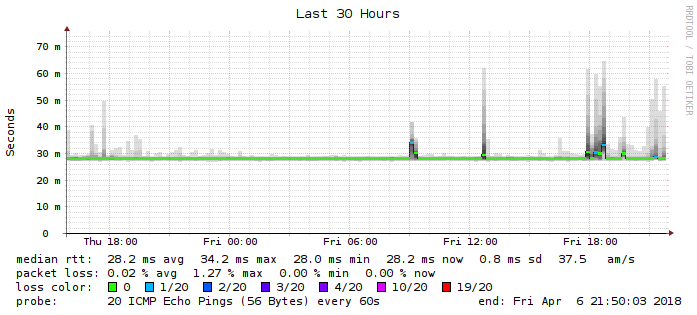 Last 30 Hours
RRDTOOL / TOBI OETIKER
Seconds
70 m
60 m
50 m
40 m
30 m
20 m
10 m
0
Thu 18:00 Fri 00:00 Fri 06:00 Fri 12:00 Fri 18:00
median rtt: 28.2 ms avg 34.2 ms max 28.0 ms min 28.2 ms now 0.8 ms sd 37.5 am/s
packet loss: 0.02 % avg 1.27 % max 0.00 % min 0.00 % now
loss color: 0 1/20 2/20 3/20 4/20 10/20 19/20
probe: 20 ICMP Echo Pings (56 Bytes) every 60s end: Fri Apr 6 21:50:03 2018